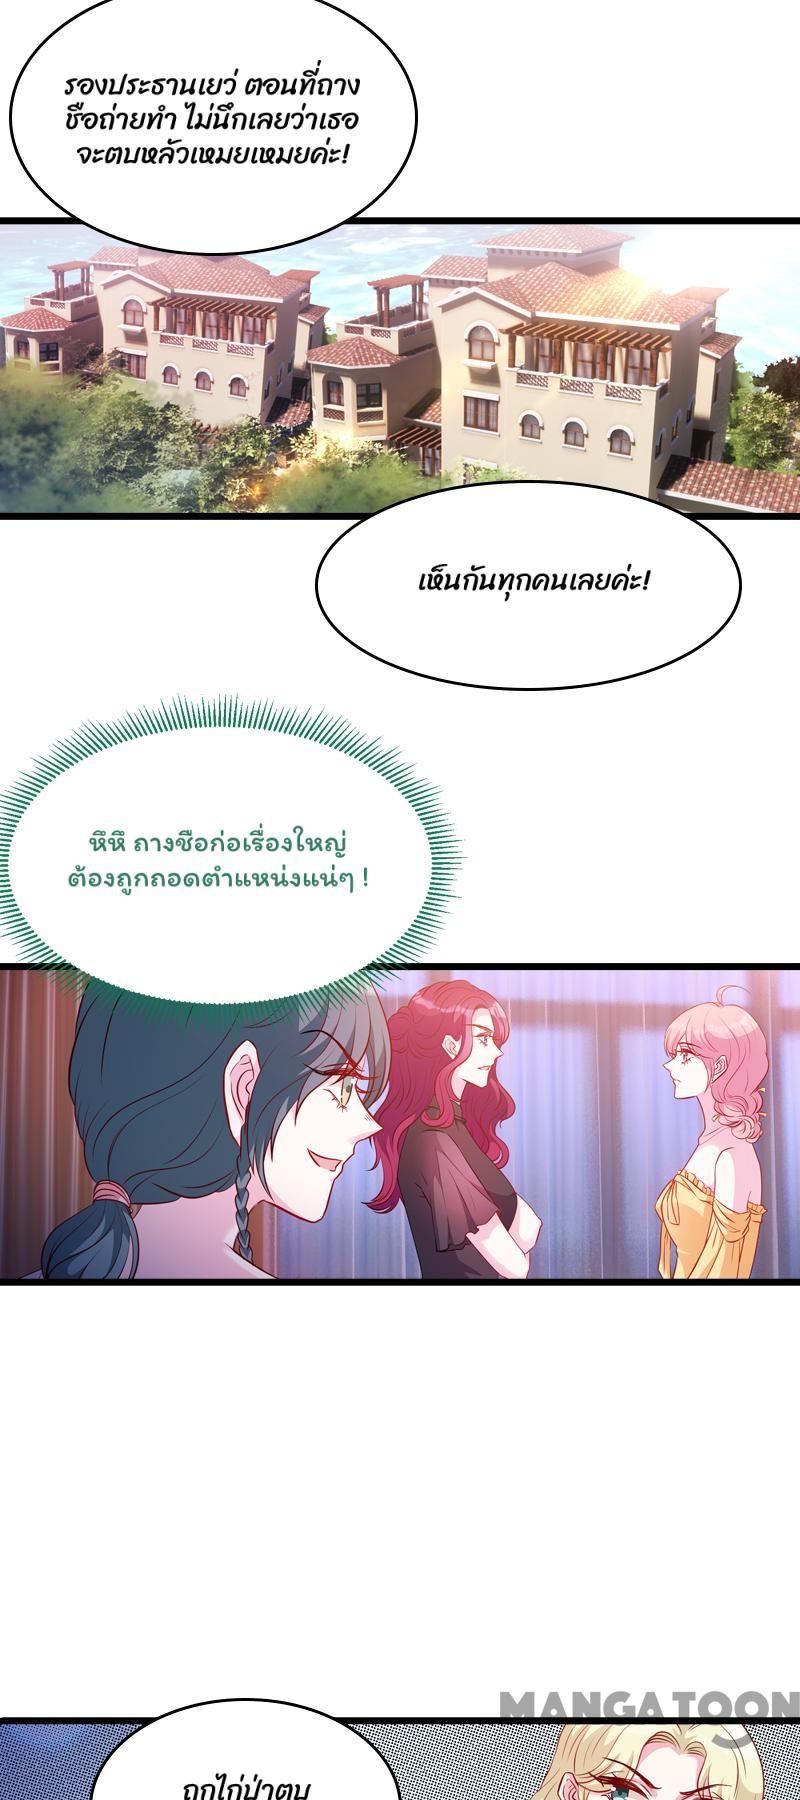 รองประธานเยว่ ตอนที่ถาง
ชือถ่ายทำ ไม่นึกเลยว่าเธอ
จะตบหลัวเหมยเหมยค่ะ!
เห็นกันทุกคนเลยค่ะ!
หึหึ ถางชือก่อเรื่องใหญ่
ต้องถูกถอดตำแหน่งแน่ๆ !
MANGATOON
ถูกไก่ป่าตบ